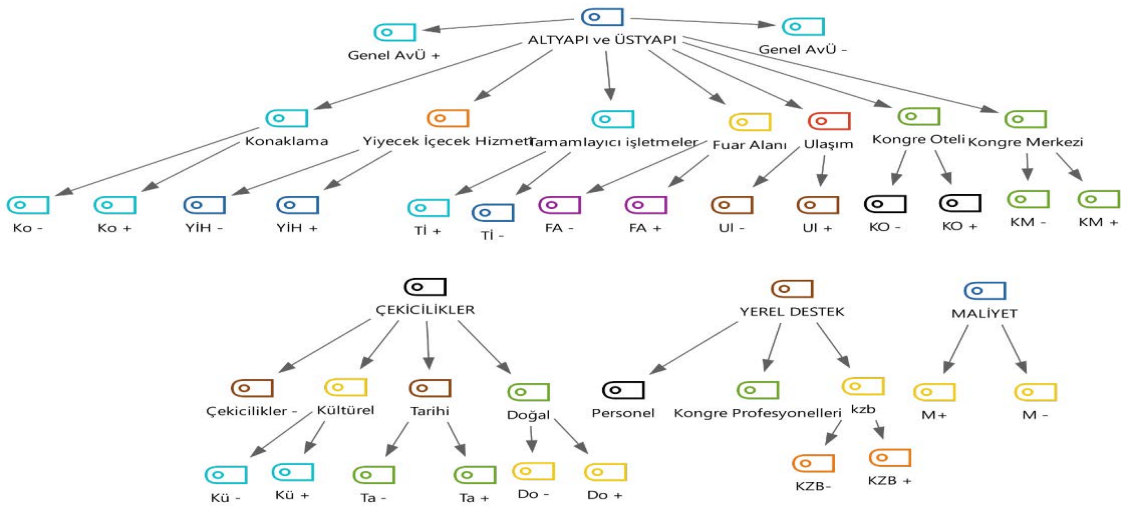 Genel AvÜ +
ALTYAPI ve ÜSTYAPI
Genel AvÜ -
Konaklama
Yiyecek İçecek Hizmeti
Tamamlayıcı işletmeler
Fuar Alanı
Ulaşım
Kongre Oteli
Kongre Merkezi
Ko -
Ko +
YİH -
YİH +
Tİ +
Tİ -
FA -
FA +
Ul -
Ul +
KO -
KO +
KM -
KM +
ÇEKİCİLİKLER
YEREL DESTEK
MALİYET
Çekicilikler -
Kültürel
Tarihi
Doğal
Personel
Kongre Profesyonelleri
kzb
M+
M -
Kü -
Kü +
Ta -
Ta +
Do -
Do +
KZB-
KZB +